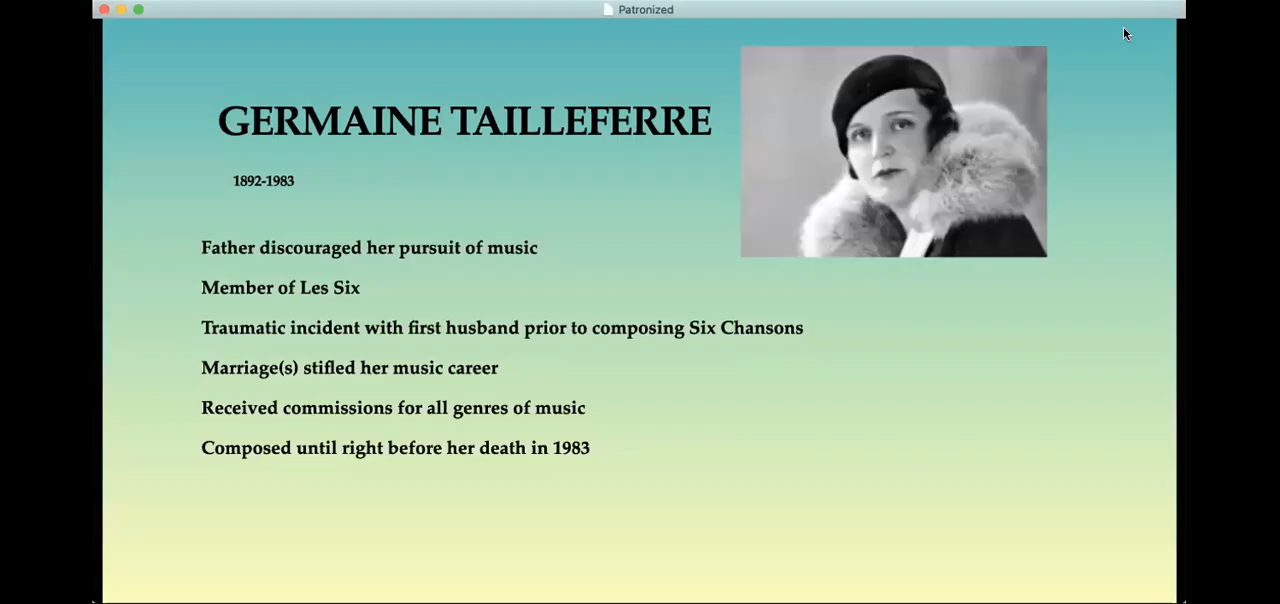 Patronized
GERMAINE TAILLEFERRE
1892-1983
Father discouraged her pursuit of music
Member of Les Six
Traumatic incident with first husband prior to composing Six Chansons
Marriage(s) stifled her music career
Received commissions for all genres of music
Composed until right before her death in 1983